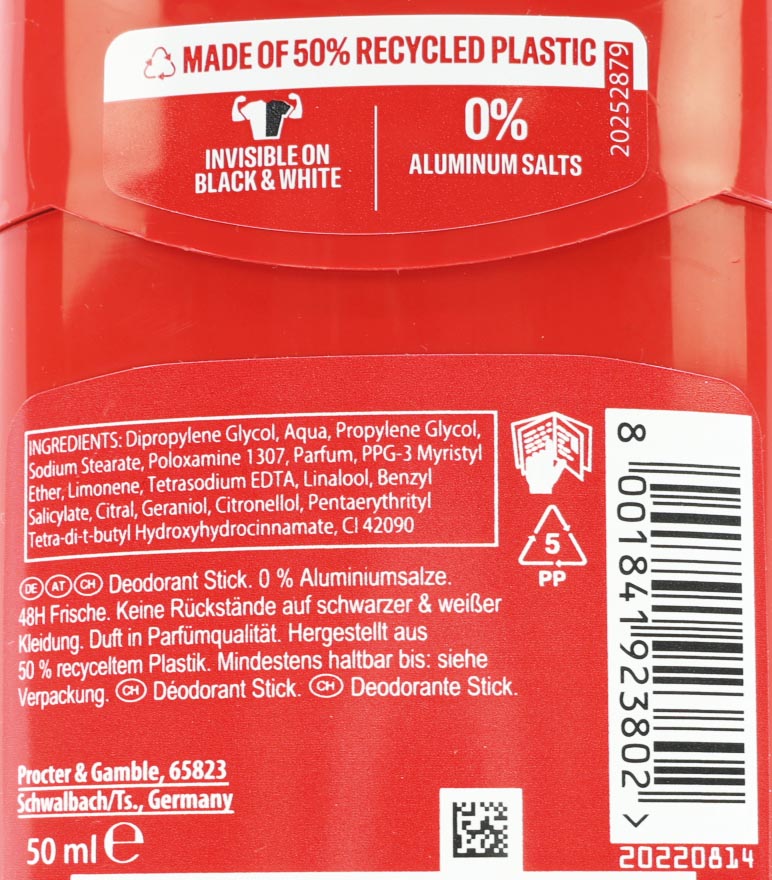 MADE OF 50% RECYCLED PLASTIC
20252879
INVISIBLE ON
BLACK & WHITE
0%
ALUMINUM SALTS
INGREDIENTS: Dipropylene Glycol, Aqua, Propylene Glycol,
Sodium Stearate, Poloxamine 1307, Parfum, PPG-3 Myristyl
Ether, Limonene, Tetrasodium EDTA, Linalool, Benzyl
Salicylate, Citral, Geraniol, Citronellol, Pentaerythrityl
Tetra-di-t-butyl Hydroxyhydrocinnamate, CI 42090
5
PP
DE AT CH Deodorant Stick. 0 % Aluminiumsalze.
48H Frische. Keine Rückstände auf schwarzer & weißer
Kleidung. Duft in Parfümqualität. Hergestellt aus
50 % recyceltem Plastik. Mindestens haltbar bis: siehe
Verpackung. CH Déodorant Stick. CH Deodorante Stick.
Procter & Gamble, 65823
Schwalbach/Ts., Germany
50 ml e
8 001841 923802 >
20220814